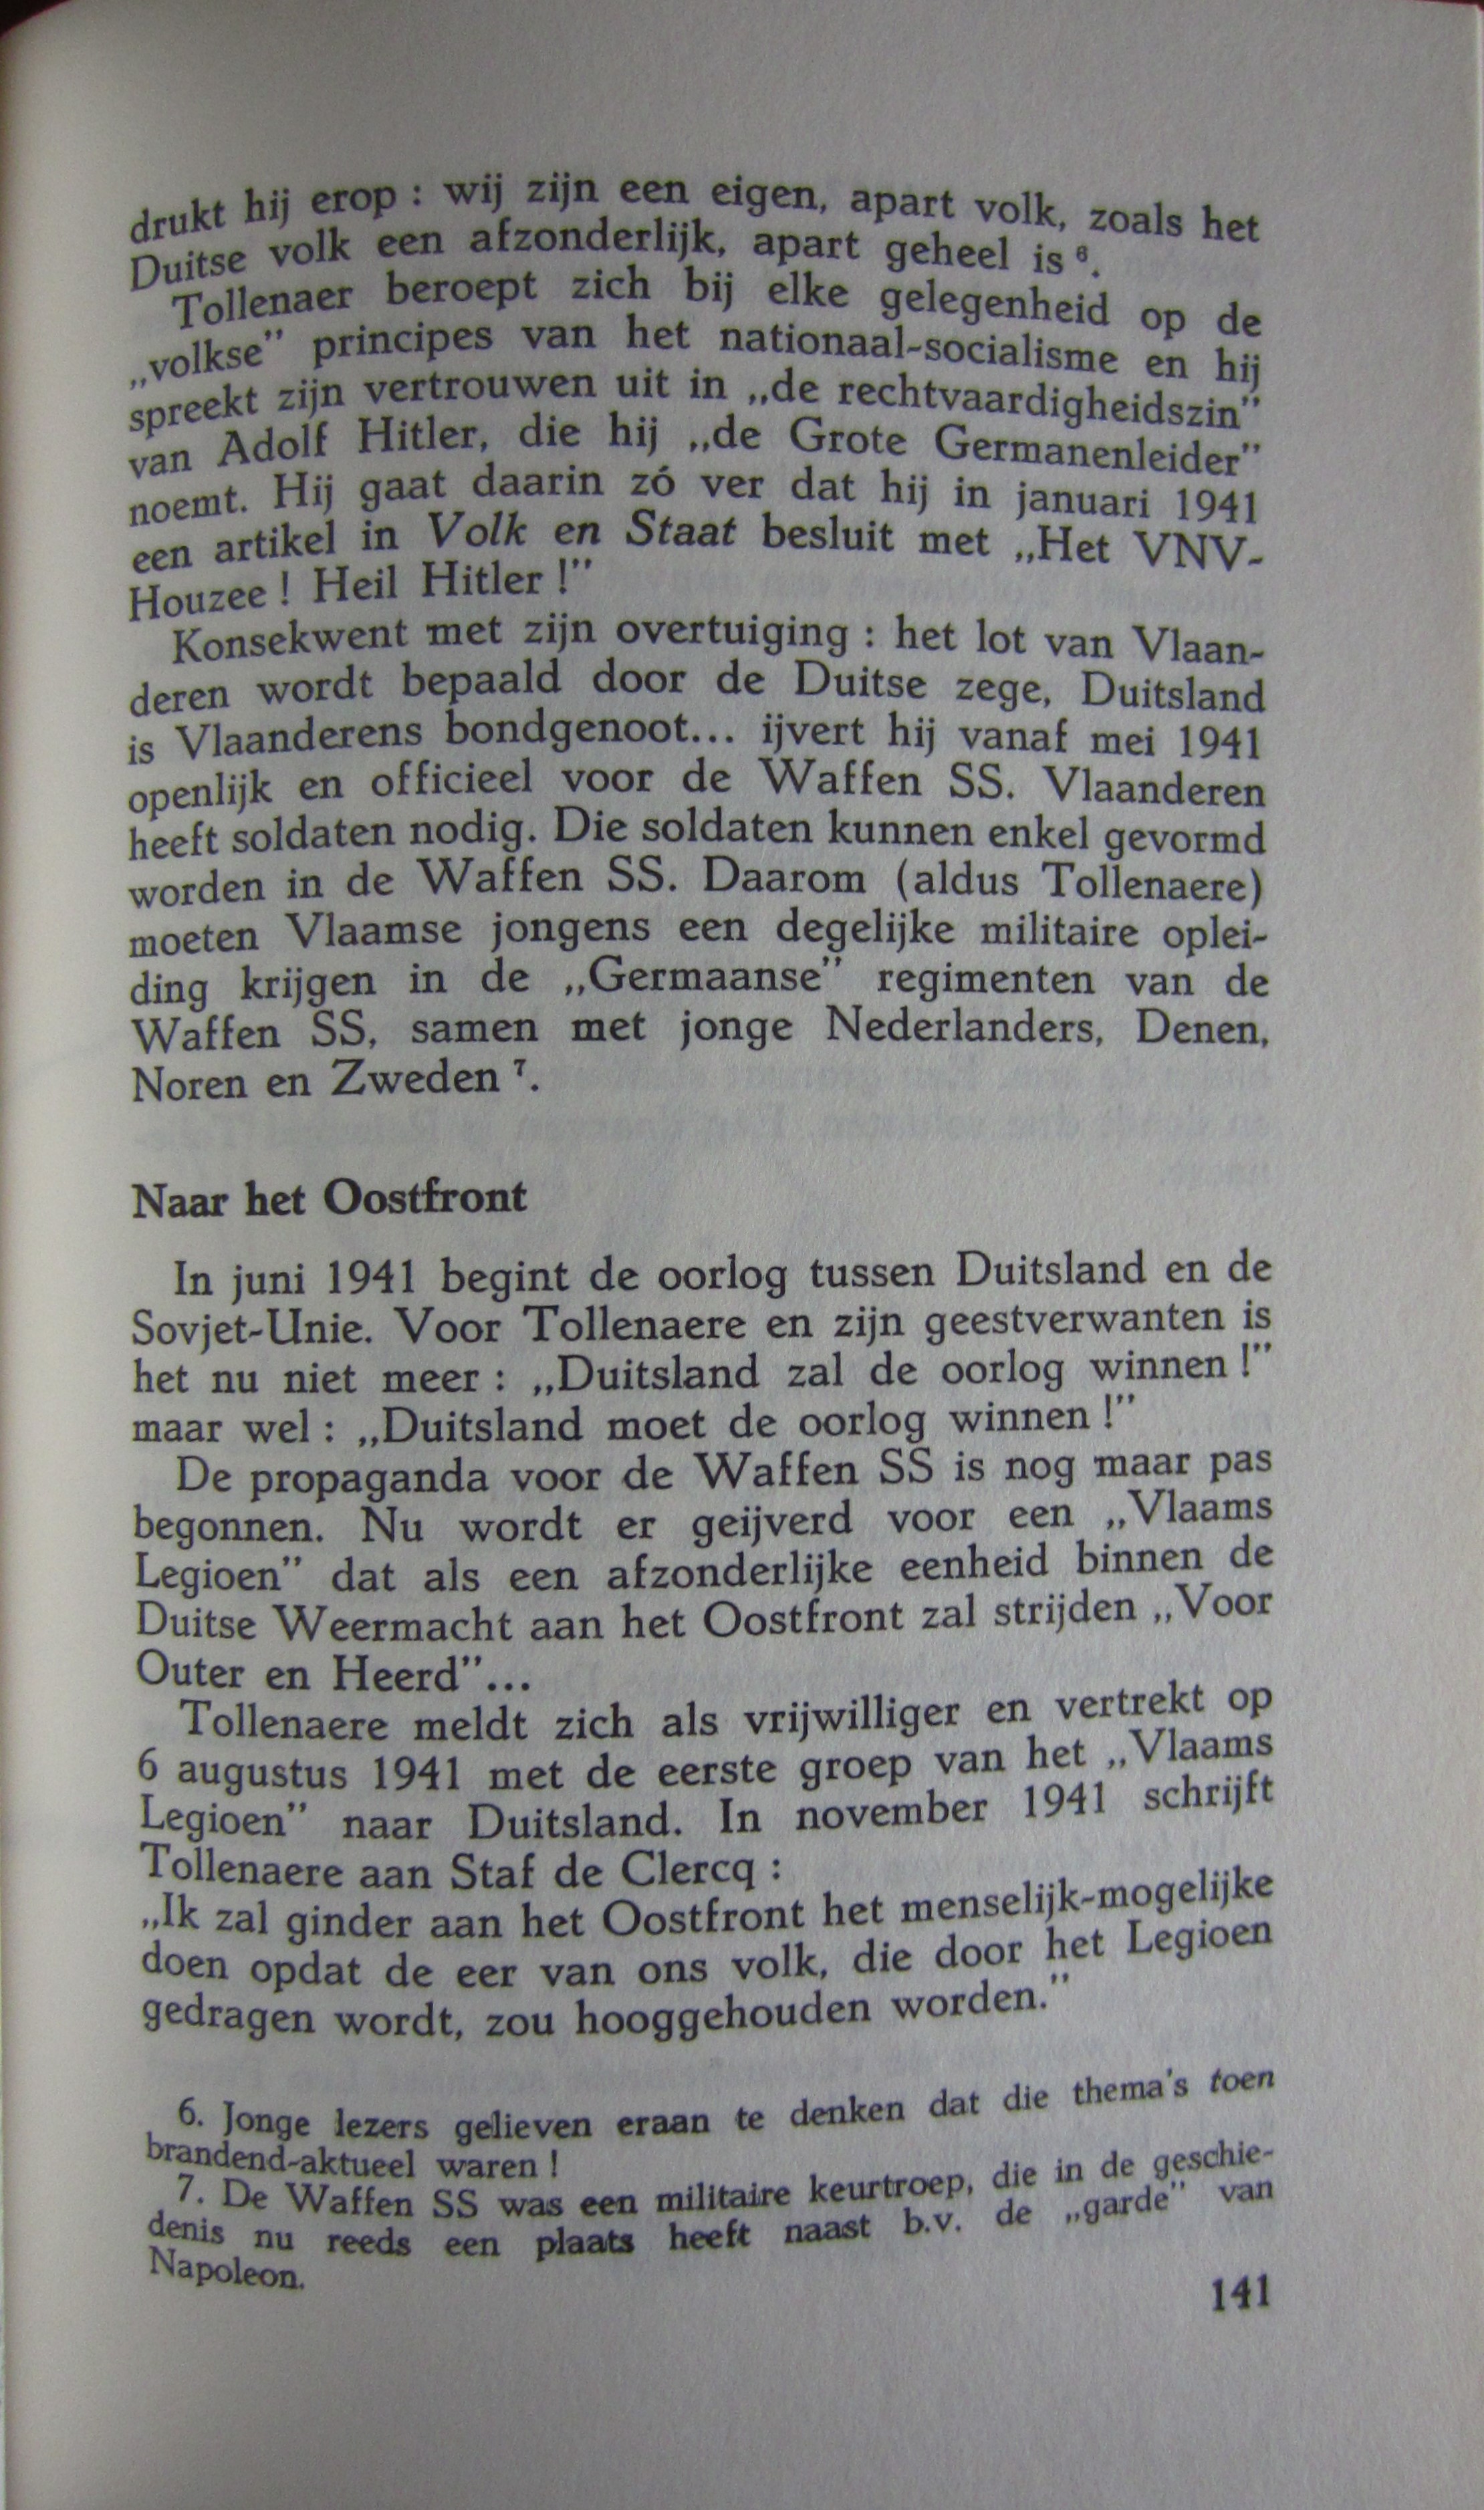 drukt hij erop : wij zijn een eigen, apart volk, zoals het
Duitse volk een afzonderlijk, apart geheel is ⁶.
Tollenaer beroept zich bij elke gelegenheid op de
„volkse” principes van het nationaal-socialisme en hij
spreekt zijn vertrouwen uit in „de rechtvaardigheidszin”
van Adolf Hitler, die hij „de Grote Germanenleider”
noemt. Hij gaat daarin zó ver dat hij in januari 1941
een artikel in Volk en Staat besluit met „Het VNV-
Houzee ! Heil Hitler !”
Konsekwent met zijn overtuiging : het lot van Vlaan-
deren wordt bepaald door de Duitse zege, Duitsland
is Vlaanderens bondgenoot... ijvert hij vanaf mei 1941
openlijk en officieel voor de Waffen SS. Vlaanderen
heeft soldaten nodig. Die soldaten kunnen enkel gevormd
worden in de Waffen SS. Daarom (aldus Tollenaere)
moeten Vlaamse jongens een degelijke militaire oplei-
ding krijgen in de „Germaanse” regimenten van de
Waffen SS, samen met jonge Nederlanders, Denen,
Noren en Zweden ⁷.
Naar het Oostfront
In juni 1941 begint de oorlog tussen Duitsland en de
Sovjet-Unie. Voor Tollenaere en zijn geestverwanten is
het nu niet meer : „Duitsland zal de oorlog winnen !”
maar wel : „Duitsland moet de oorlog winnen !”
De propaganda voor de Waffen SS is nog maar pas
begonnen. Nu wordt er geijverd voor een „Vlaams
Legioen” dat als een afzonderlijke eenheid binnen de
Duitse Weermacht aan het Oostfront zal strijden „Voor
Outer en Heerd”...
Tollenaere meldt zich als vrijwilliger en vertrekt op
6 augustus 1941 met de eerste groep van het „Vlaams
Legioen” naar Duitsland. In november 1941 schrijft
Tollenaere aan Staf de Clercq :
„Ik zal ginder aan het Oostfront het menselijk-mogelijke
doen opdat de eer van ons volk, die door het Legioen
gedragen wordt, zou hooggehouden worden.”
6. Jonge lezers gelieven eraan te denken dat die thema's toen
brandend-aktueel waren !
7. De Waffen SS was een militaire keurtroep, die in de geschie-
denis nu reeds een plaats heeft naast b.v. de „garde” van
Napoleon.
141